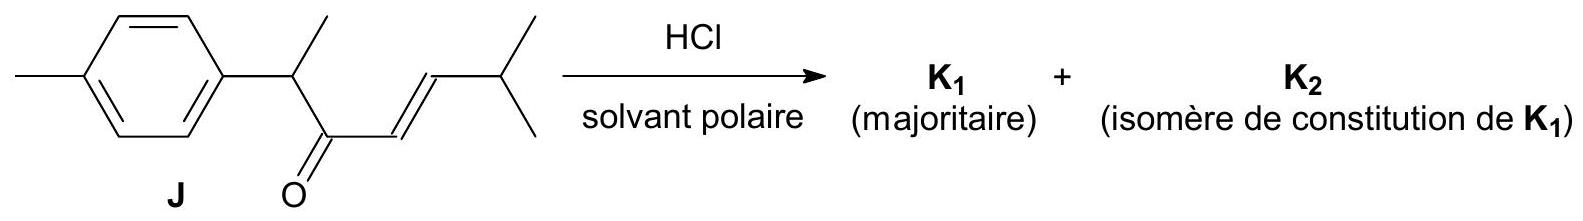 HCl
solvant polaire
K₁
(majoritaire)
+
K₂
(isomère de constitution de K₁)
J
O